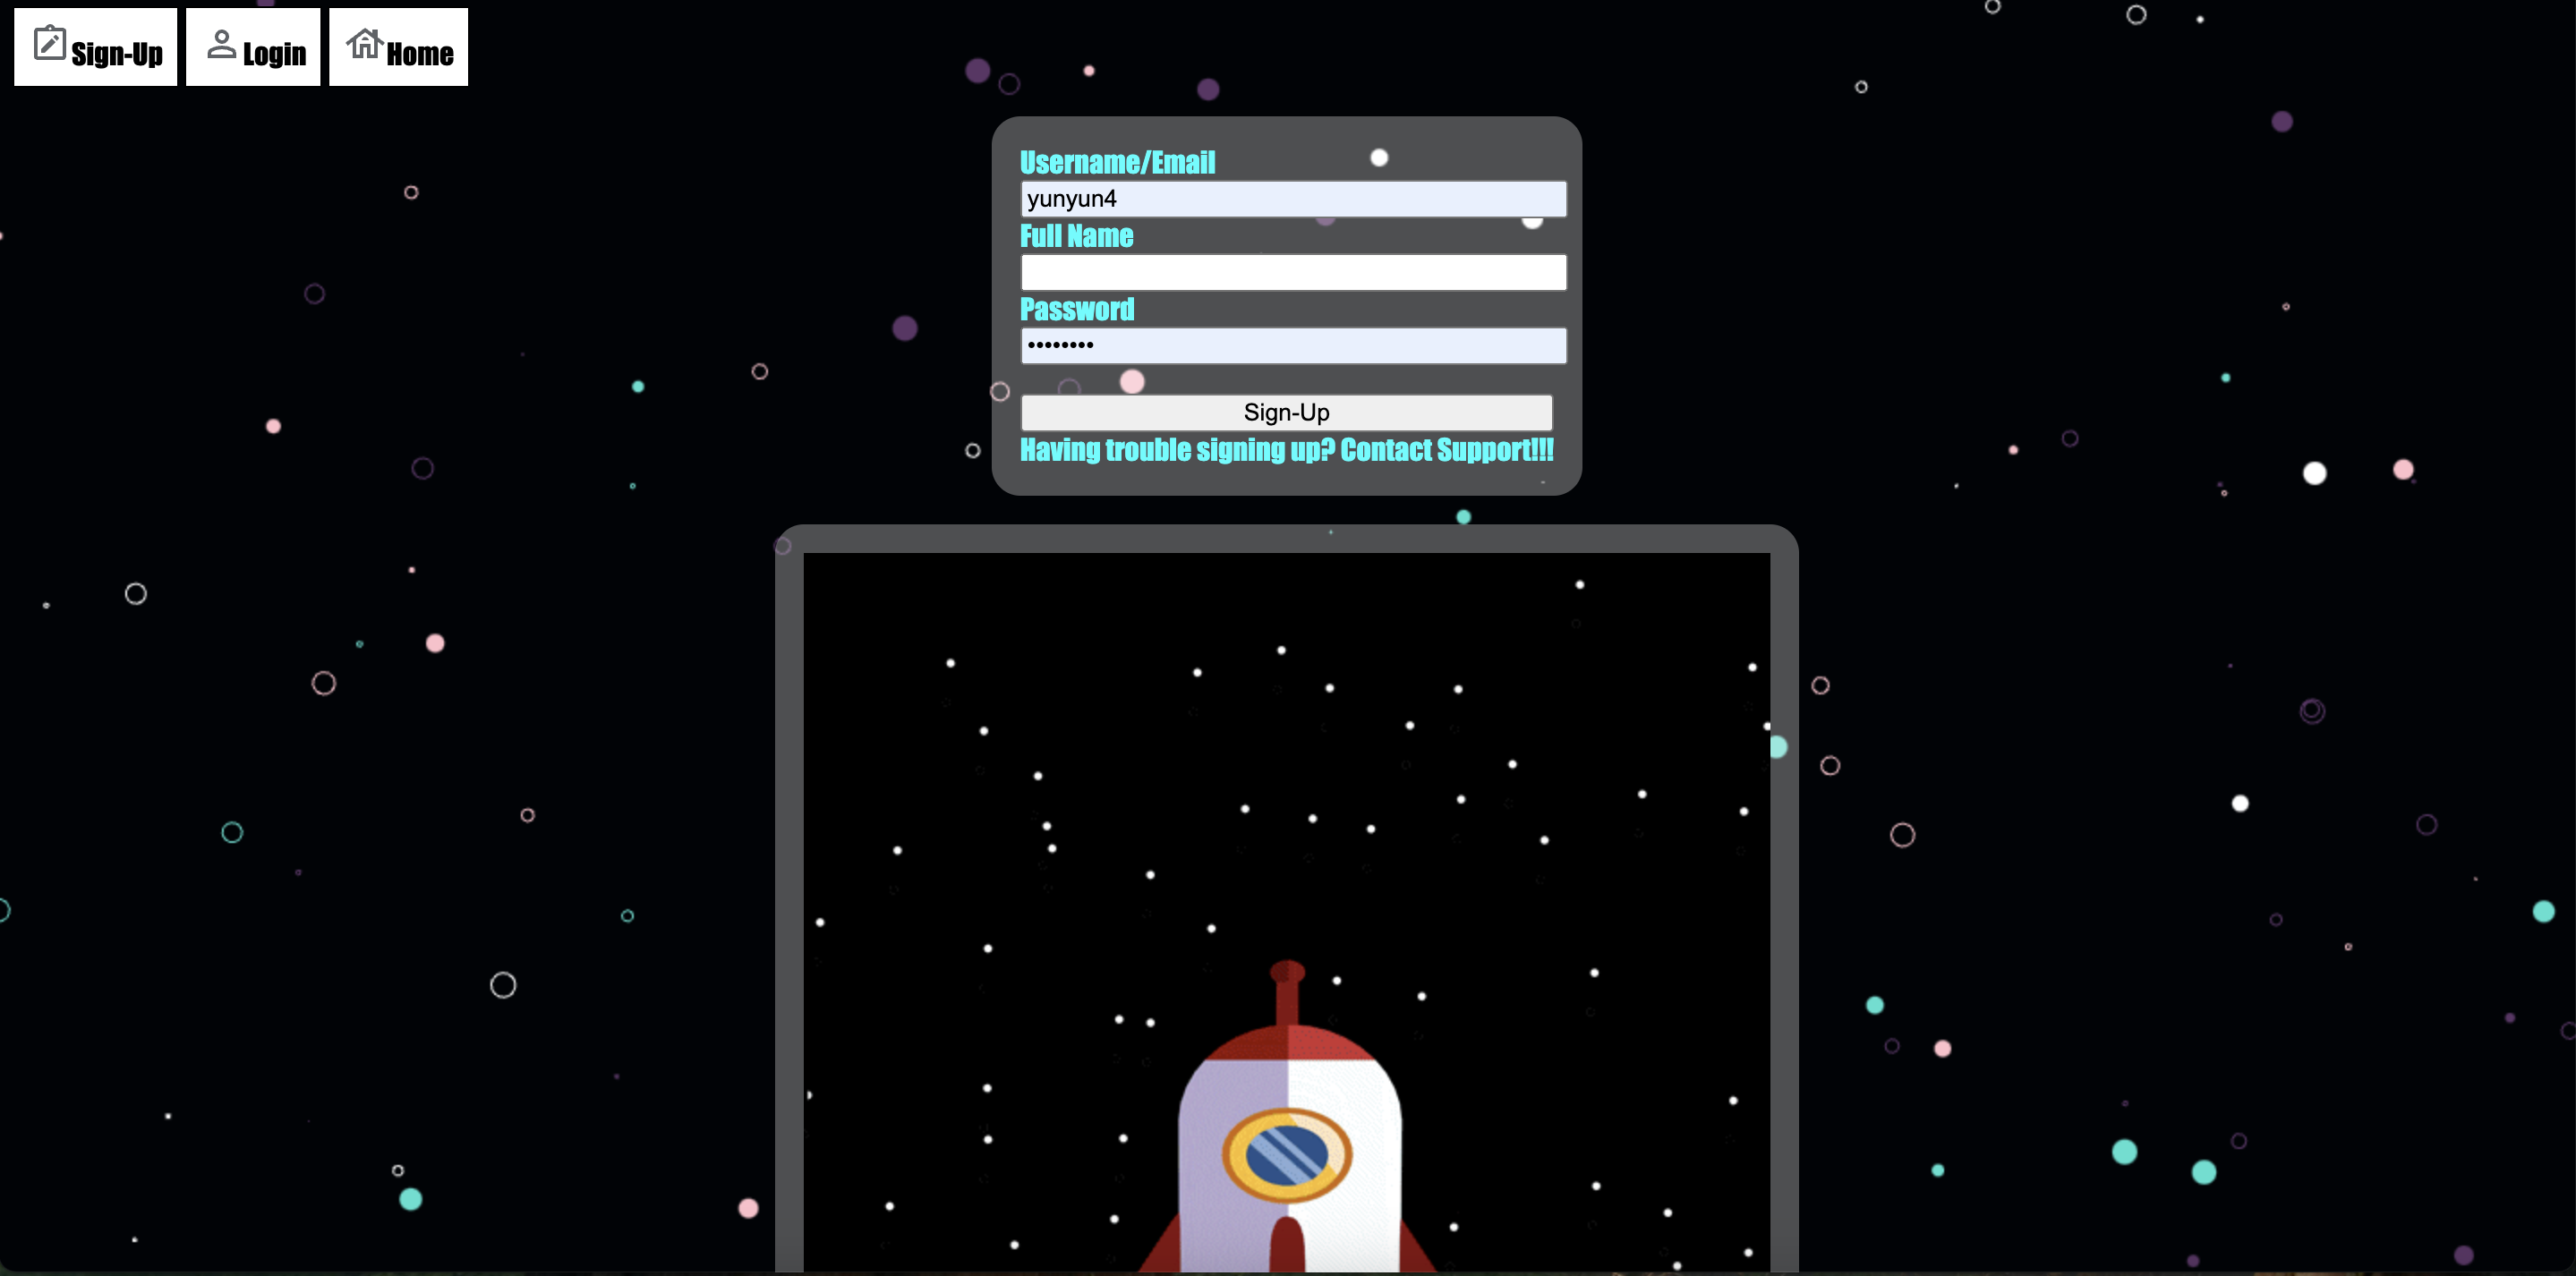 Sign-Up Login Home
Username/Email
yunyun4
Full Name
Password
••••••••
Sign-Up
Having trouble signing up? Contact Support!!!